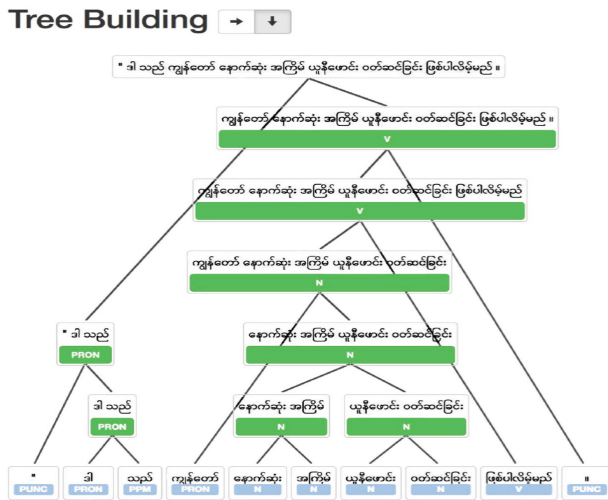 Tree Building
" ဒါ သည် ကျွန်တော် နောက်ဆုံး အကြိမ် ယူနီဖောင်း ဝတ်ဆင်ခြင်း ဖြစ်ပါလိမ့်မည် ။
ကျွန်တော် နောက်ဆုံး အကြိမ် ယူနီဖောင်း ဝတ်ဆင်ခြင်း ဖြစ်ပါလိမ့်မည် ။
V
ကျွန်တော် နောက်ဆုံး အကြိမ် ယူနီဖောင်း ဝတ်ဆင်ခြင်း ဖြစ်ပါလိမ့်မည်
V
ကျွန်တော် နောက်ဆုံး အကြိမ် ယူနီဖောင်း ဝတ်ဆင်ခြင်း
N
" ဒါ သည် နောက်ဆုံး အကြိမ် ယူနီဖောင်း ဝတ်ဆင်ခြင်း
PRON N
ဒါ သည် နောက်ဆုံး အကြိမ် ယူနီဖောင်း ဝတ်ဆင်ခြင်း
PRON N N
" ဒါ သည် ကျွန်တော် နောက်ဆုံး အကြိမ် ယူနီဖောင်း ဝတ်ဆင်ခြင်း ဖြစ်ပါလိမ့်မည် ။
PUNC PRON PPM PRON N N N N V PUNC